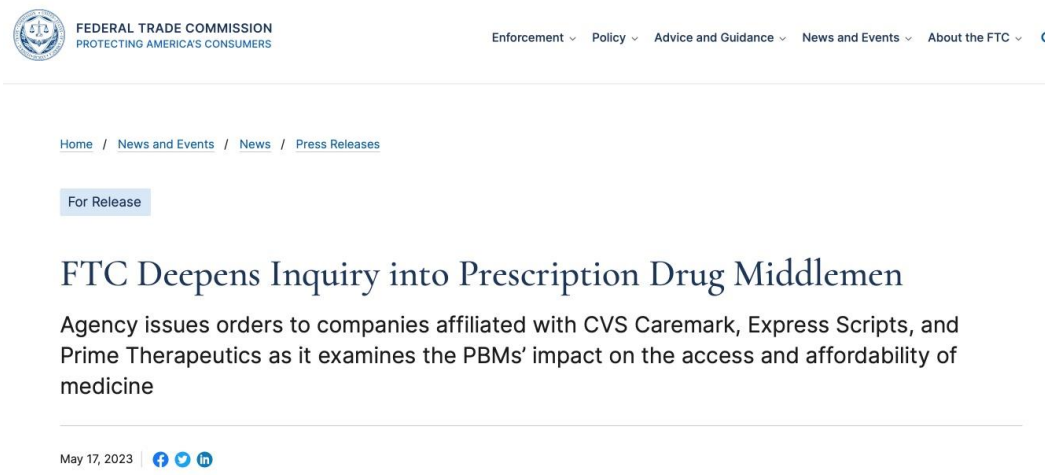 FEDERAL TRADE COMMISSION
PROTECTING AMERICA'S CONSUMERS
Enforcement Policy Advice and Guidance News and Events About the FTC
Home / News and Events / News / Press Releases
For Release
FTC Deepens Inquiry into Prescription Drug Middlemen
Agency issues orders to companies affiliated with CVS Caremark, Express Scripts, and
Prime Therapeutics as it examines the PBMs’ impact on the access and affordability of
medicine
May 17, 2023